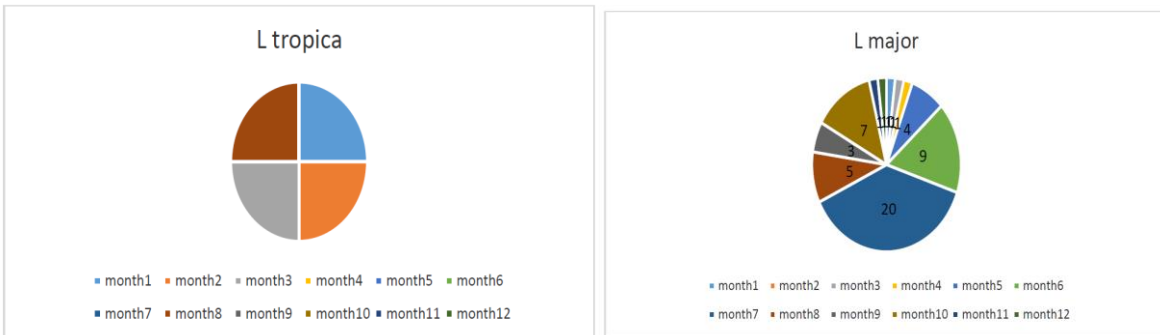 L tropica
month1 month2 month3 month4 month5 month6
month7 month8 month9 month10 month11 month12
L major
4
7
9
3
5
20
month1 month2 month3 month4 month5 month6
month7 month8 month9 month10 month11 month12